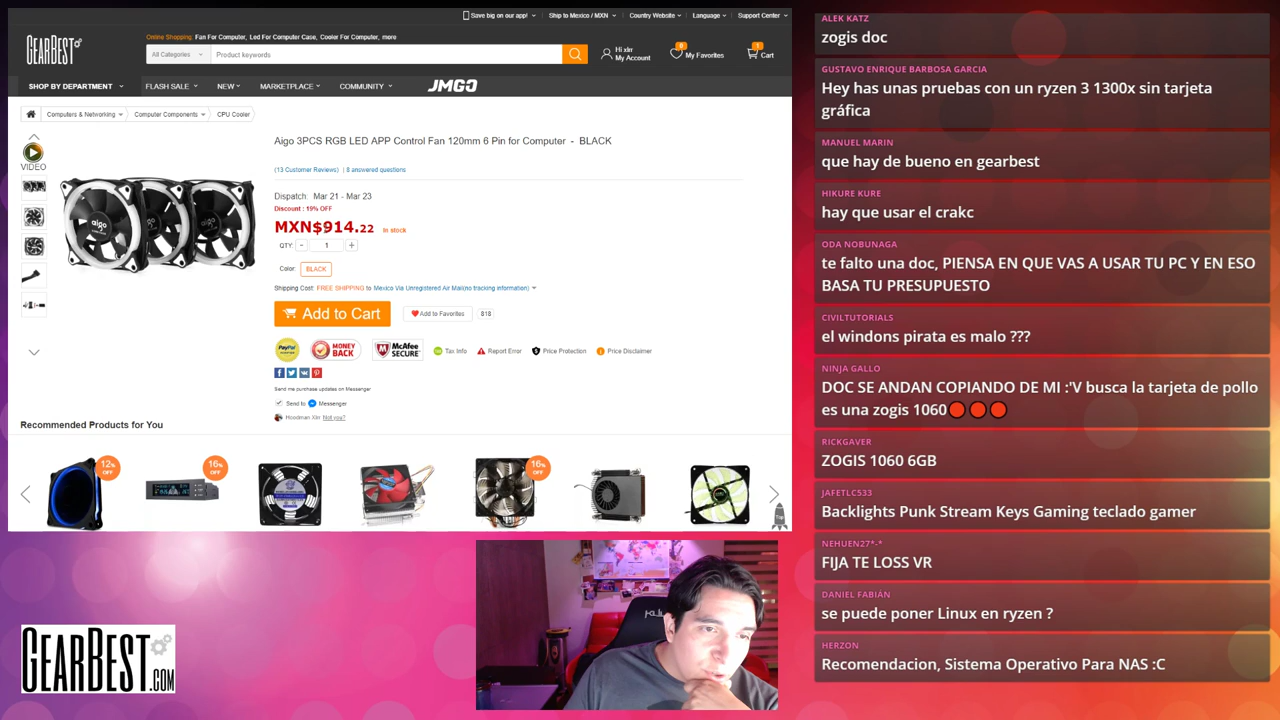 Save big on our app!
Ship to Mexico / MXN
Country Website
Language
Support Center
GEARBEST
Online Shopping: Fan For Computer, Led For Computer Case, Cooler For Computer, more
All Categories
Product keywords
Hi xlrr
My Account
0
My Favorites
1
Cart
SHOP BY DEPARTMENT
FLASH SALE
NEW
MARKETPLACE
COMMUNITY
JMGO
Computers & Networking
Computer Components
CPU Cooler
VIDEO
aigo
Aigo 3PCS RGB LED APP Control Fan 120mm 6 Pin for Computer - BLACK
(13 Customer Reviews) | 8 answered questions
Dispatch: Mar 21 - Mar 23
Discount : 19% OFF
MXN$914.22 In stock
QTY: - 1 +
Color: BLACK
Shipping Cost: FREE SHIPPING to Mexico Via Unregistered Air Mail(no tracking information)
Add to Cart
Add to Favorites
818
PayPal
MONEY BACK
McAfee SECURE
Tax Info
Report Error
Price Protection
Price Disclaimer
Send me purchase updates on Messenger
Send to Messenger
Hoodman Xlrr Not you?
Recommended Products for You
12% OFF
16% OFF
16% OFF
GEARBEST.COM
ALEK KATZ
zogis doc
GUSTAVO ENRIQUE BARBOSA GARCIA
Hey has unas pruebas con un ryzen 3 1300x sin tarjeta
gráfica
MANUEL MARIN
que hay de bueno en gearbest
HIKURE KURE
hay que usar el crakc
ODA NOBUNAGA
te falto una doc, PIENSA EN QUE VAS A USAR TU PC Y EN ESO
BASA TU PRESUPUESTO
CIVILTUTORIALS
el windons pirata es malo ???
NINJA GALLO
DOC SE ANDAN COPIANDO DE MI :'V busca la tarjeta de pollo
es una zogis 1060
RICKGAVER
ZOGIS 1060 6GB
JAFETLC533
Backlights Punk Stream Keys Gaming teclado gamer
NEHUEN27*-*
FIJA TE LOSS VR
DANIEL FABIÁN
se puede poner Linux en ryzen ?
HERZON
Recomendacion, Sistema Operativo Para NAS :C